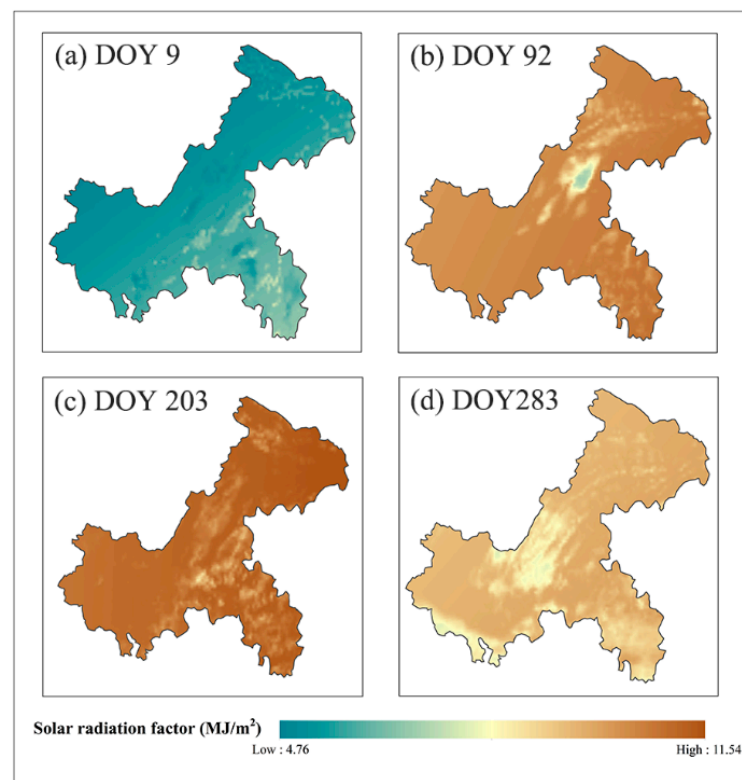 (a) DOY 9
(b) DOY 92
(c) DOY 203
(d) DOY283
Solar radiation factor (MJ/m²)
Low : 4.76
High : 11.54